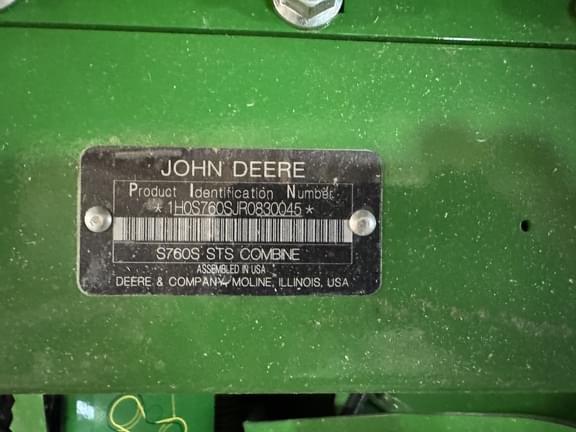 JOHN DEERE
Product Identification Number
*1H0S760SJR0830045*
S760S STS COMBINE
ASSEMBLED IN USA
DEERE & COMPANY, MOLINE, ILLINOIS, USA